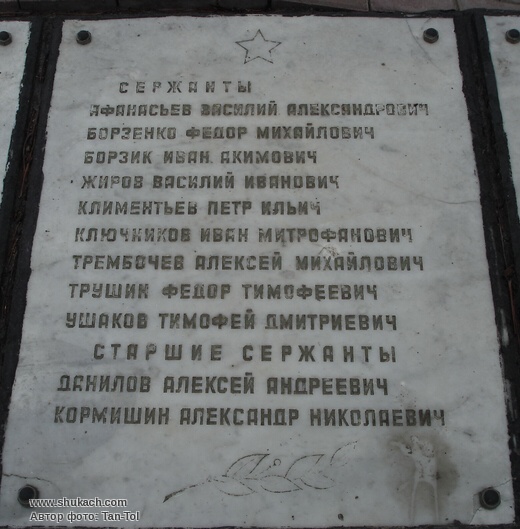 СЕРЖАНТЫ
АФАНАСЬЕВ ВАСИЛИЙ АЛЕКСАНДРОВИЧ
БОРЗЕНКО ФЕДОР МИХАЙЛОВИЧ
БОРЗИК ИВАН АКИМОВИЧ
ЖИРОВ ВАСИЛИЙ ИВАНОВИЧ
КЛИМЕНТЬЕВ ПЕТР ИЛЬИЧ
КЛЮЧНИКОВ ИВАН МИТРОФАНОВИЧ
ТРЕМБОЧЕВ АЛЕКСЕЙ МИХАЙЛОВИЧ
ТРУШИН ФЕДОР ТИМОФЕЕВИЧ
УШАКОВ ТИМОФЕЙ ДМИТРИЕВИЧ
СТАРШИЕ СЕРЖАНТЫ
ДАНИЛОВ АЛЕКСЕЙ АНДРЕЕВИЧ
КОРМИШИН АЛЕКСАНДР НИКОЛАЕВИЧ
www.shukach.com
Автор фото: Tan-Tol